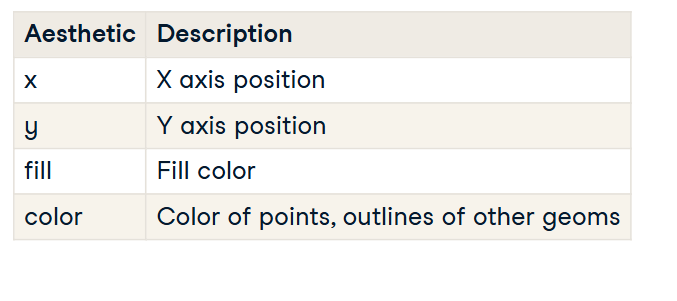 Aesthetic Description
x X axis position
y Y axis position
fill Fill color
color Color of points, outlines of other geoms